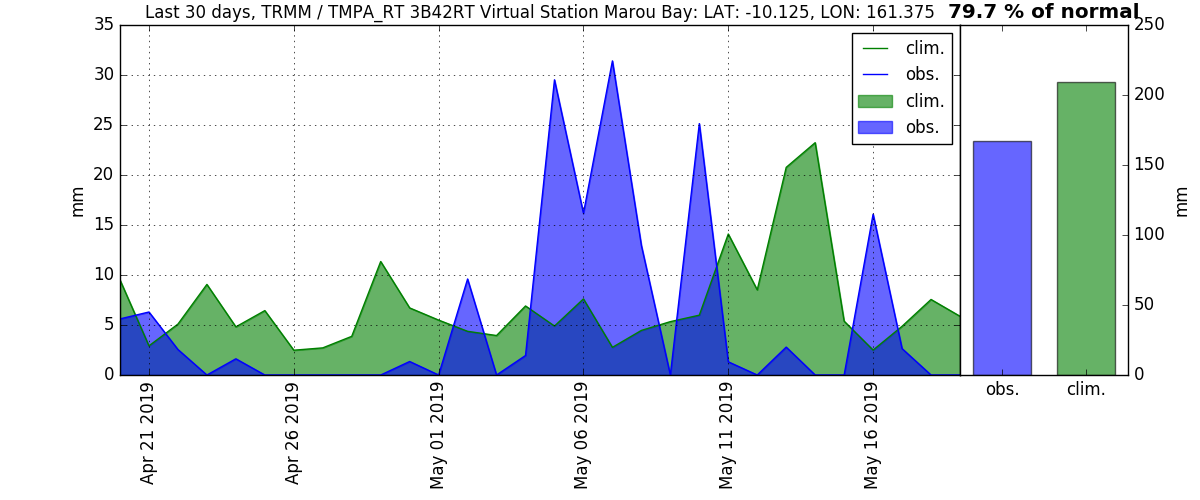 Last 30 days, TRMM / TMPA_RT 3B42RT Virtual Station Marou Bay: LAT: -10.125, LON: 161.375
79.7 % of normal
35
30
25
20
15
10
5
0
mm
Apr 21 2019
Apr 26 2019
May 01 2019
May 06 2019
May 11 2019
May 16 2019
clim.
obs.
clim.
obs.
250
200
150
100
50
0
mm
obs.
clim.